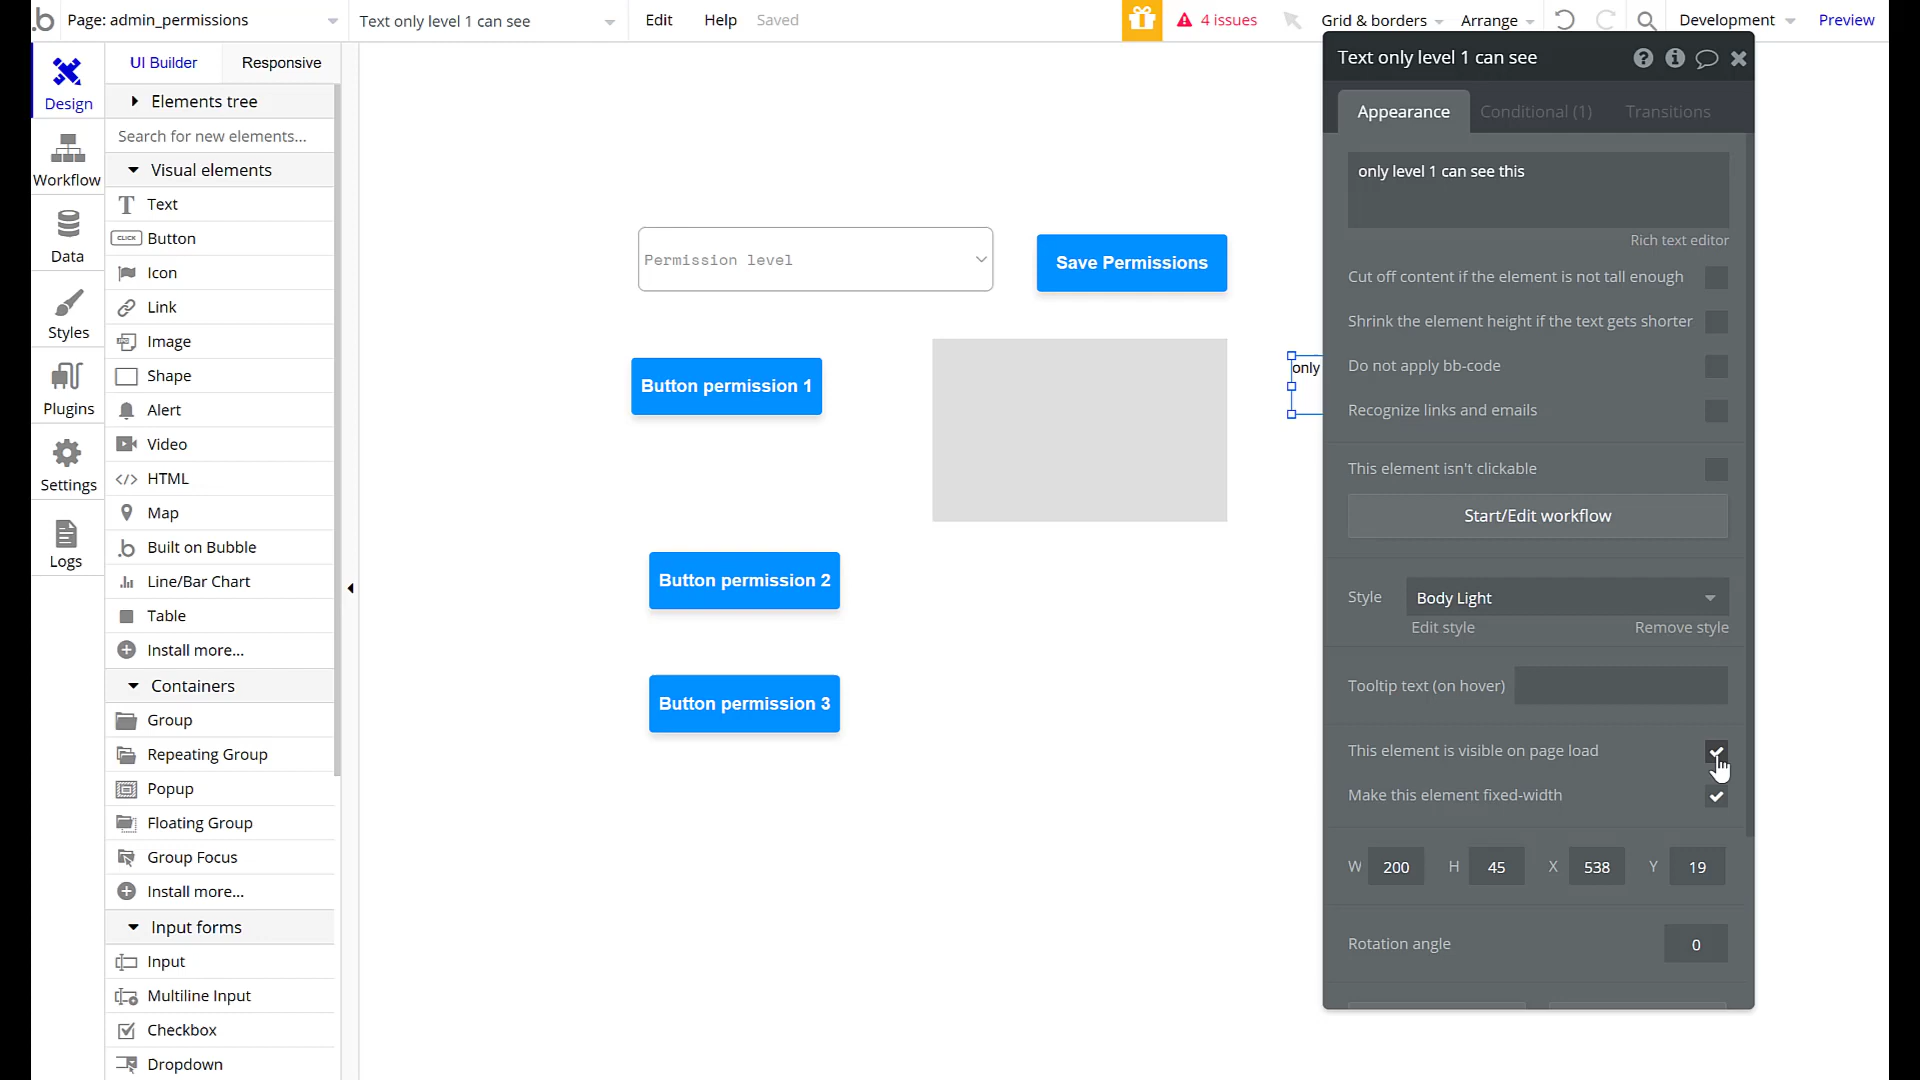 Page: admin_permissions
Text only level 1 can see
Edit
Help
Saved
4 issues
Grid & borders
Arrange
Development
Preview
Design
Workflow
Data
Styles
Plugins
Settings
Logs
UI Builder
Responsive
Elements tree
Search for new elements...
Visual elements
Text
CLICK Button
Icon
Link
Image
Shape
Alert
Video
</> HTML
Map
Built on Bubble
Line/Bar Chart
Table
Install more...
Containers
Group
Repeating Group
Popup
Floating Group
Group Focus
Install more...
Input forms
Input
Multiline Input
Checkbox
Dropdown
Permission level
Save Permissions
Button permission 1
only
Button permission 2
Button permission 3
Text only level 1 can see
Appearance
Conditional (1)
Transitions
only level 1 can see this
Rich text editor
Cut off content if the element is not tall enough
Shrink the element height if the text gets shorter
Do not apply bb-code
Recognize links and emails
This element isn't clickable
Start/Edit workflow
Style
Body Light
Edit style
Remove style
Tooltip text (on hover)
This element is visible on page load
Make this element fixed-width
W 200 H 45 X 538 Y 19
Rotation angle
0